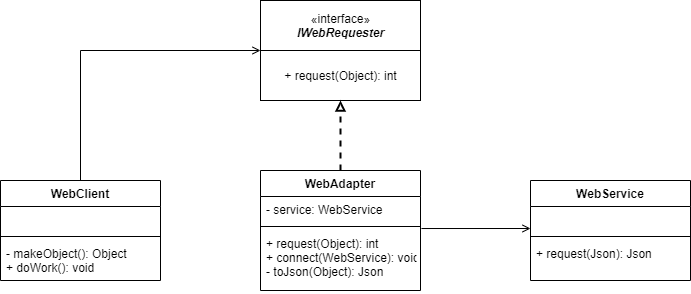 «interface»
IWebRequester
+ request(Object): int
WebClient
- makeObject(): Object
+ doWork(): void
WebAdapter
- service: WebService
+ request(Object): int
+ connect(WebService): void
- toJson(Object): Json
WebService
+ request(Json): Json